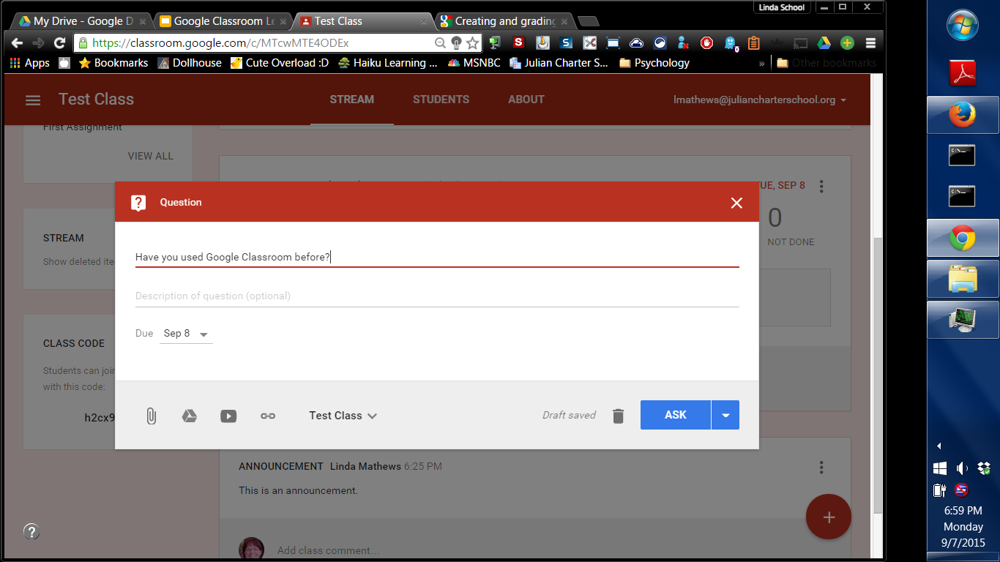 Linda School
My Drive - Google D
Google Classroom Le
Test Class
Creating and grading
https://classroom.google.com/c/MTcwMTE4ODEx
Apps
Bookmarks
Dollhouse
Cute Overload :D
Haiku Learning ...
MSNBC
Julian Charter S...
Psychology
»
Other bookmarks
Test Class
STREAM
STUDENTS
ABOUT
lmathews@juliancharterschool.org
First Assignment
VIEW ALL
UE, SEP 8
0
NOT DONE
Question
Have you used Google Classroom before?
Description of question (optional)
Due Sep 8
STREAM
Show deleted ite
CLASS CODE
Students can join
with this code:
h2cx9
Test Class
Draft saved
ASK
ANNOUNCEMENT Linda Mathews 6:25 PM
This is an announcement.
Add class comment...
6:59 PM
Monday
9/7/2015